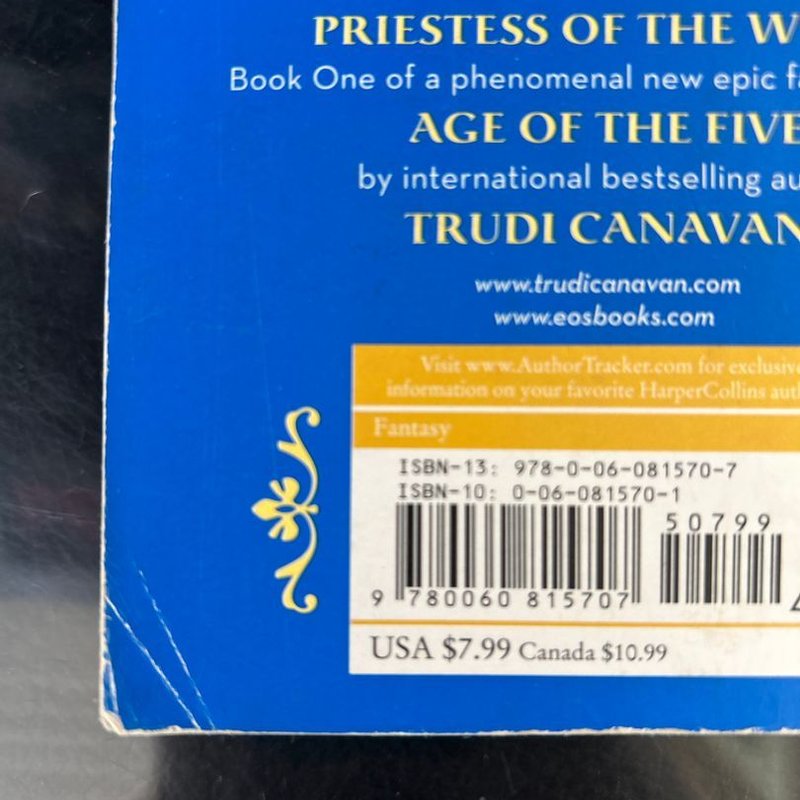 PRIESTESS OF THE W
Book One of a phenomenal new epic fa
AGE OF THE FIVE
by international bestselling au
TRUDI CANAVAN
www.trudicanavan.com
www.eosbooks.com
Visit www.AuthorTracker.com for exclusive
information on your favorite HarperCollins auth
Fantasy
ISBN-13: 978-0-06-081570-7
ISBN-10: 0-06-081570-1
50799
9 780060 815707
USA $7.99 Canada $10.99